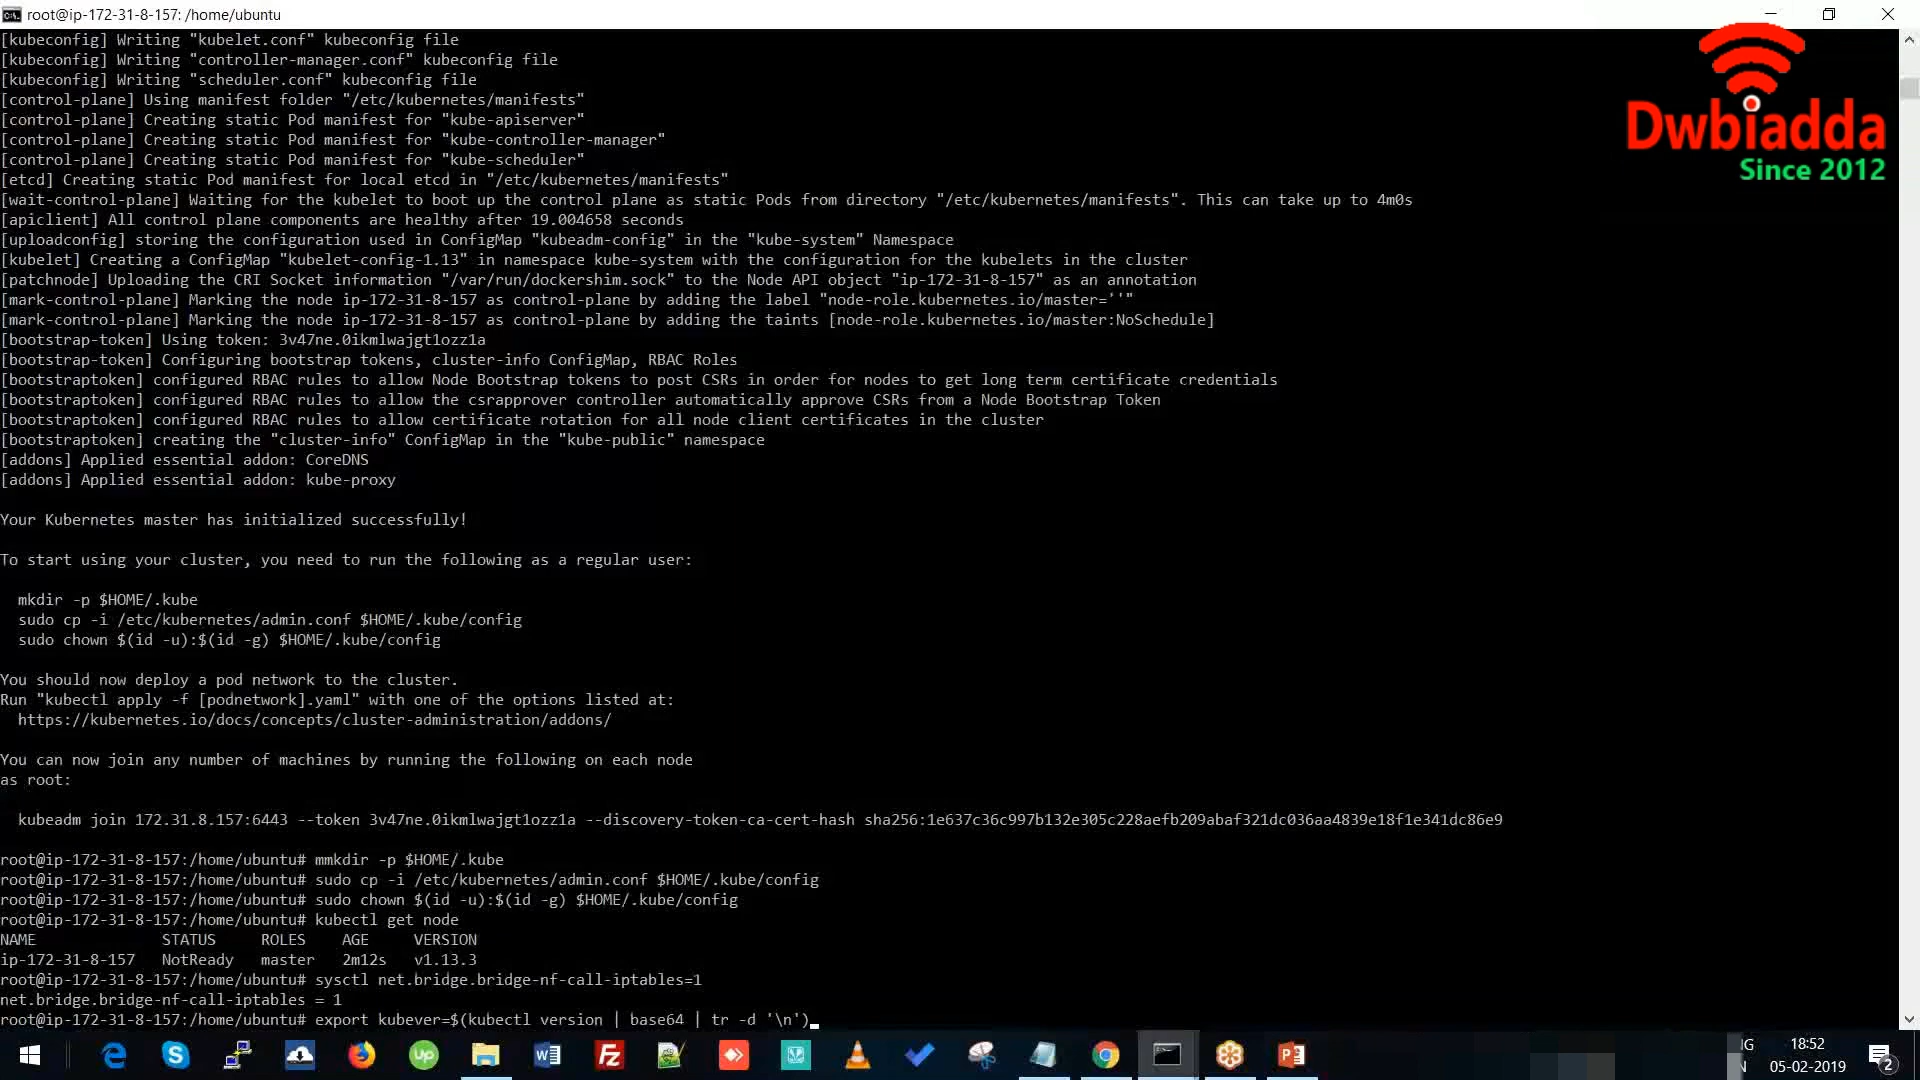 root@ip-172-31-8-157: /home/ubuntu
[kubeconfig] Writing "kubelet.conf" kubeconfig file
[kubeconfig] Writing "controller-manager.conf" kubeconfig file
[kubeconfig] Writing "scheduler.conf" kubeconfig file
[control-plane] Using manifest folder "/etc/kubernetes/manifests"
[control-plane] Creating static Pod manifest for "kube-apiserver"
[control-plane] Creating static Pod manifest for "kube-controller-manager"
[control-plane] Creating static Pod manifest for "kube-scheduler"
[etcd] Creating static Pod manifest for local etcd in "/etc/kubernetes/manifests"
[wait-control-plane] Waiting for the kubelet to boot up the control plane as static Pods from directory "/etc/kubernetes/manifests". This can take up to 4m0s
[apiclient] All control plane components are healthy after 19.004658 seconds
[uploadconfig] storing the configuration used in ConfigMap "kubeadm-config" in the "kube-system" Namespace
[kubelet] Creating a ConfigMap "kubelet-config-1.13" in namespace kube-system with the configuration for the kubelets in the cluster
[patchnode] Uploading the CRI Socket information "/var/run/dockershim.sock" to the Node API object "ip-172-31-8-157" as an annotation
[mark-control-plane] Marking the node ip-172-31-8-157 as control-plane by adding the label "node-role.kubernetes.io/master=''"
[mark-control-plane] Marking the node ip-172-31-8-157 as control-plane by adding the taints [node-role.kubernetes.io/master:NoSchedule]
[bootstrap-token] Using token: 3v47ne.0ikmlwajgt1ozz1a
[bootstrap-token] Configuring bootstrap tokens, cluster-info ConfigMap, RBAC Roles
[bootstraptoken] configured RBAC rules to allow Node Bootstrap tokens to post CSRs in order for nodes to get long term certificate credentials
[bootstraptoken] configured RBAC rules to allow the csrapprover controller automatically approve CSRs from a Node Bootstrap Token
[bootstraptoken] configured RBAC rules to allow certificate rotation for all node client certificates in the cluster
[bootstraptoken] creating the "cluster-info" ConfigMap in the "kube-public" namespace
[addons] Applied essential addon: CoreDNS
[addons] Applied essential addon: kube-proxy
Your Kubernetes master has initialized successfully!
To start using your cluster, you need to run the following as a regular user:
mkdir -p $HOME/.kube
sudo cp -i /etc/kubernetes/admin.conf $HOME/.kube/config
sudo chown $(id -u):$(id -g) $HOME/.kube/config
You should now deploy a pod network to the cluster.
Run "kubectl apply -f [podnetwork].yaml" with one of the options listed at:
https://kubernetes.io/docs/concepts/cluster-administration/addons/
You can now join any number of machines by running the following on each node
as root:
kubeadm join 172.31.8.157:6443 --token 3v47ne.0ikmlwajgt1ozz1a --discovery-token-ca-cert-hash sha256:1e637c36c997b132e305c228aefb209abaf321dc036aa4839e18f1e341dc86e9
root@ip-172-31-8-157:/home/ubuntu# mmkdir -p $HOME/.kube
root@ip-172-31-8-157:/home/ubuntu# sudo cp -i /etc/kubernetes/admin.conf $HOME/.kube/config
root@ip-172-31-8-157:/home/ubuntu# sudo chown $(id -u):$(id -g) $HOME/.kube/config
root@ip-172-31-8-157:/home/ubuntu# kubectl get node
NAME STATUS ROLES AGE VERSION
ip-172-31-8-157 NotReady master 2m12s v1.13.3
root@ip-172-31-8-157:/home/ubuntu# sysctl net.bridge.bridge-nf-call-iptables=1
net.bridge.bridge-nf-call-iptables = 1
root@ip-172-31-8-157:/home/ubuntu# export kubever=$(kubectl version | base64 | tr -d '\n')
Dwbiadda
Since 2012
18:52
05-02-2019
2